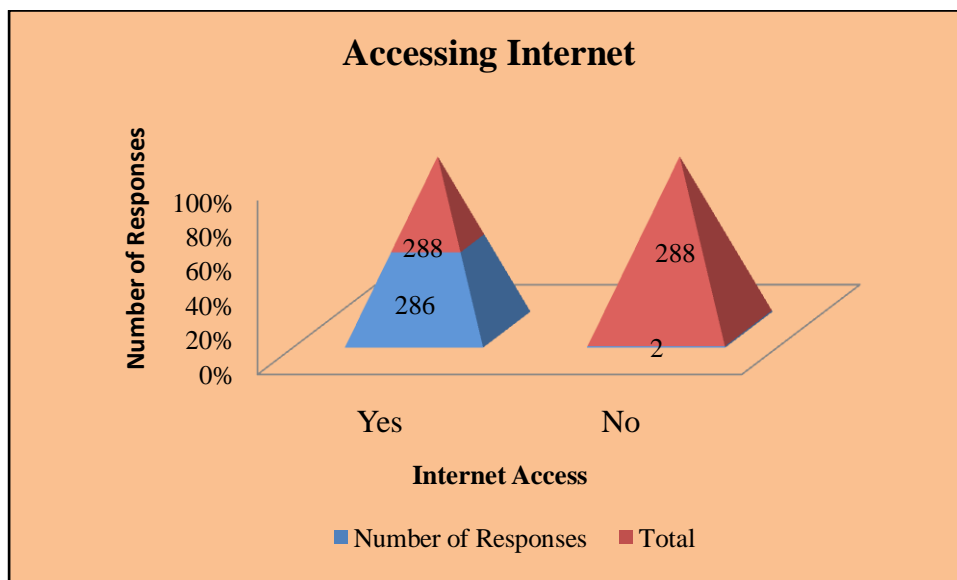 Accessing Internet
Number of Responses
100%
80%
60%
40%
20%
0%
288
286
288
2
Yes
No
Internet Access
Number of Responses
Total